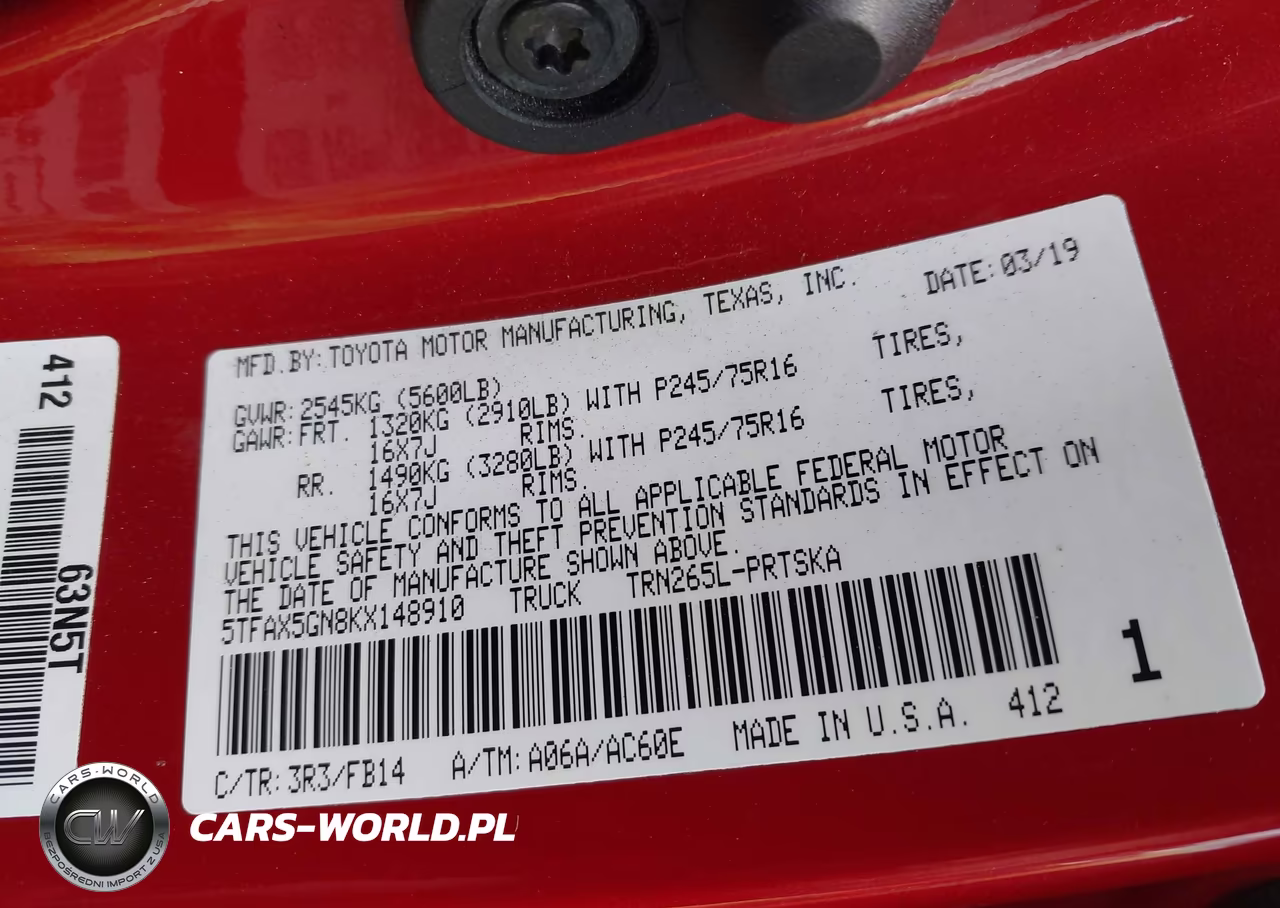 MFD.BY:TOYOTA MOTOR MANUFACTURING, TEXAS, INC. DATE:03/19
GVWR:2545KG (5600LB)
GAWR:FRT. 1320KG (2910LB) WITH P245/75R16 TIRES,
16X7J RIMS.
RR. 1490KG (3280LB) WITH P245/75R16 TIRES,
16X7J RIMS.
THIS VEHICLE CONFORMS TO ALL APPLICABLE FEDERAL MOTOR
VEHICLE SAFETY AND THEFT PREVENTION STANDARDS IN EFFECT ON
THE DATE OF MANUFACTURE SHOWN ABOVE.
5TFAX5GN8KX148910 TRUCK TRN265L-PRTSKA
1
C/TR:3R3/FB14 A/TM:A06A/AC60E MADE IN U.S.A. 412
412
63N5T
CARS-WORLD
CW
BEZPOŚREDNI IMPORT Z USA
CARS-WORLD.PL